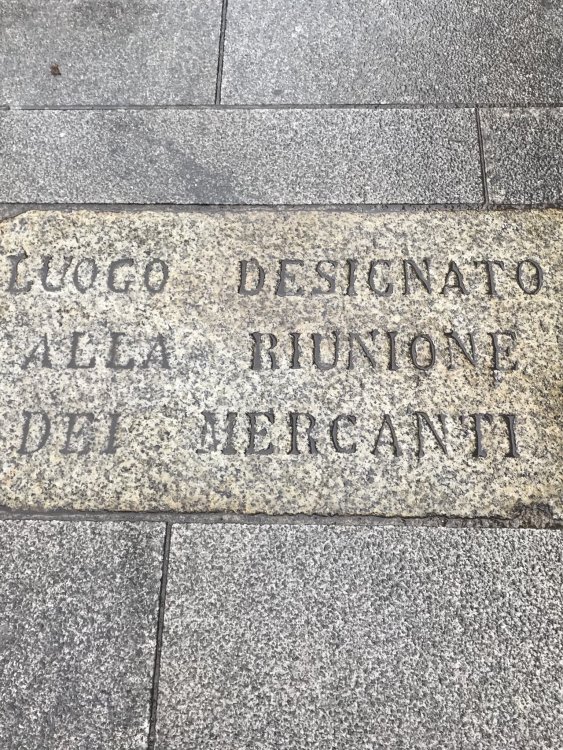 LUOGO DESIGNATO
ALLA RIUNIONE
DEI MERCANTI